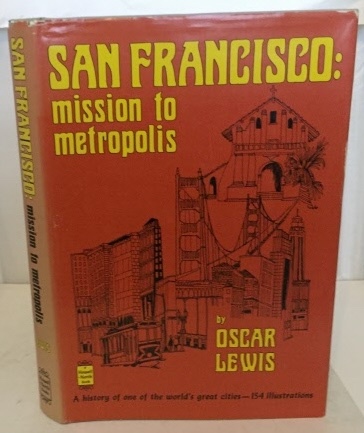 SAN FRANCISCO:
mission to
metropolis
by
OSCAR
LEWIS
A history of one of the world's great cities—154 illustrations
SAN FRANCISCO: mission to metropolis